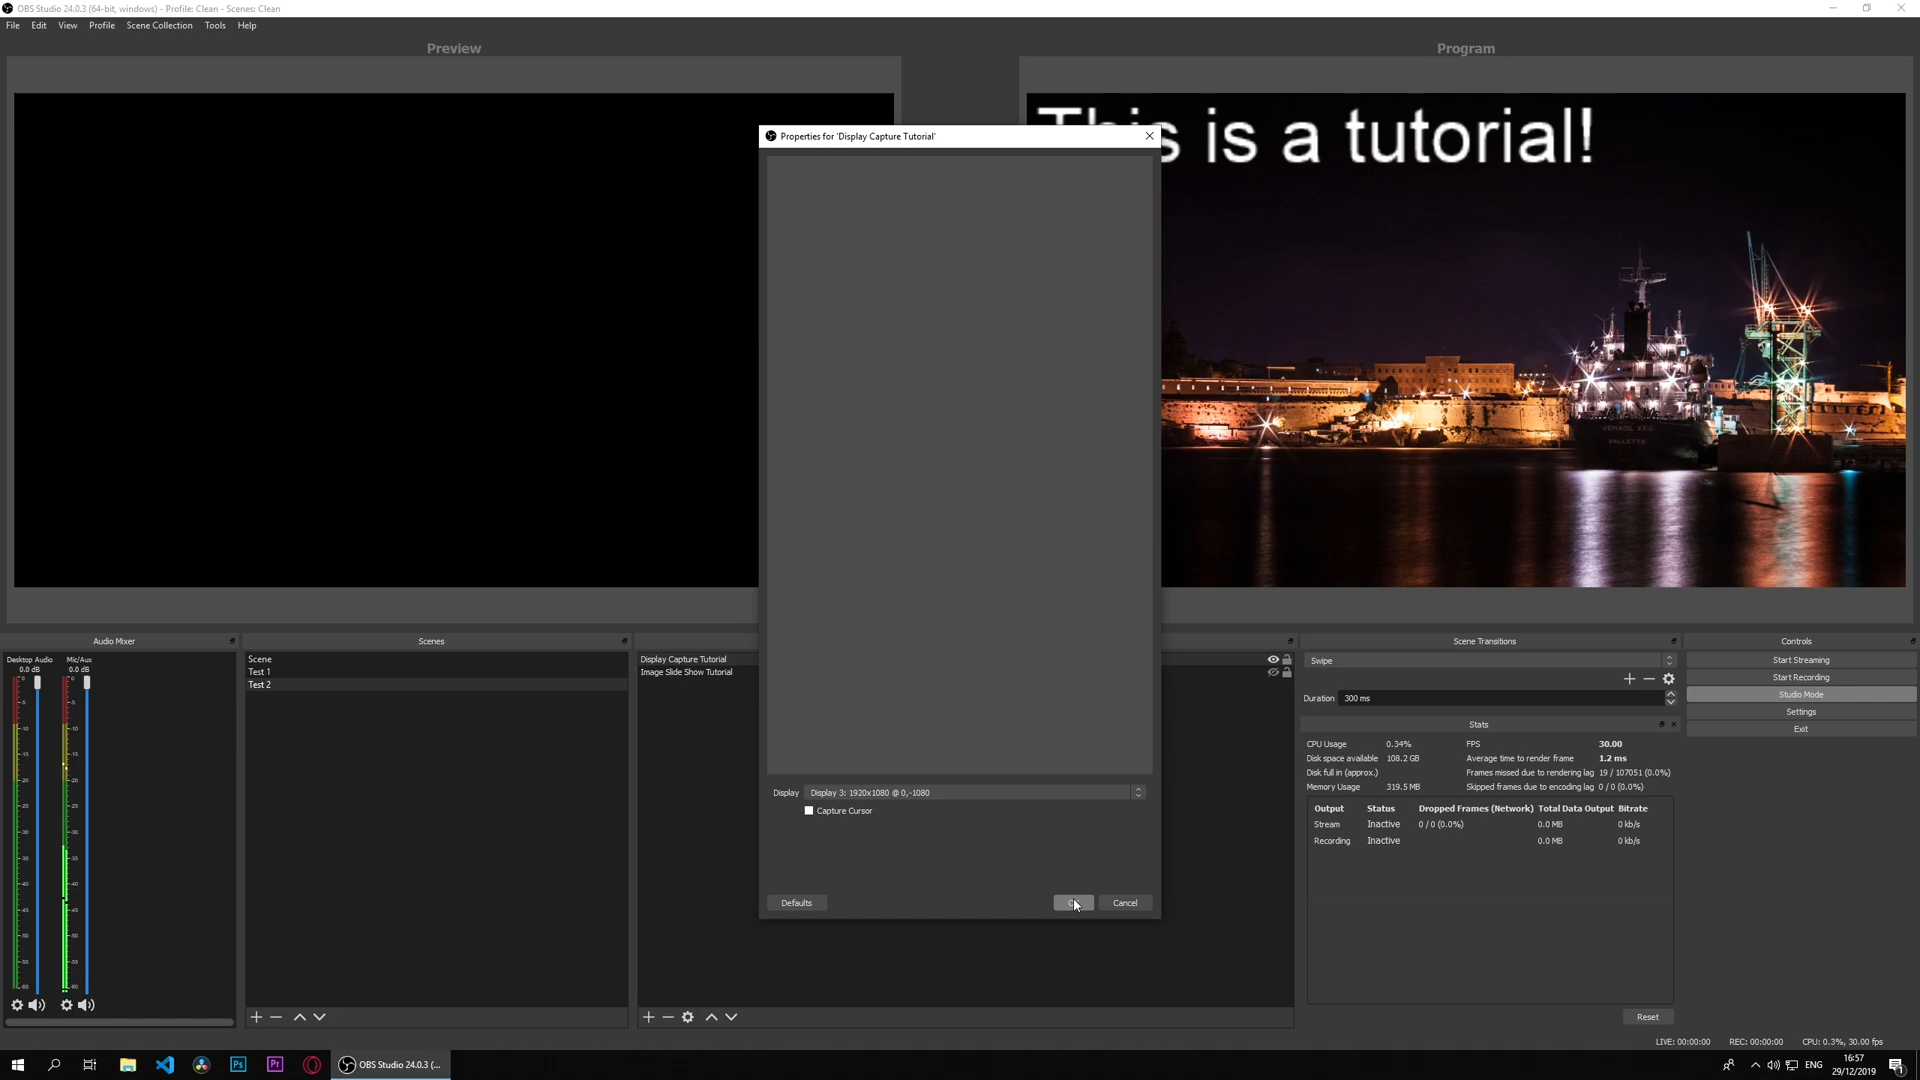 OBS Studio 24.0.3 (64-bit, windows) - Profile: Clean - Scenes: Clean
File Edit View Profile Scene Collection Tools Help
Preview
Program
This is a tutorial!
Properties for 'Display Capture Tutorial'
VALLETTA
Display Display 3: 1920x1080 @ 0,-1080
Capture Cursor
Defaults
Cancel
Audio Mixer
Desktop Audio Mic/Aux
0.0 dB 0.0 dB
Scenes
Scene
Test 1
Test 2
Display Capture Tutorial
Image Slide Show Tutorial
Scene Transitions
Swipe
Duration 300 ms
Stats
CPU Usage 0.34% FPS 30.00
Disk space available 108.2 GB Average time to render frame 1.2 ms
Disk full in (approx.) Frames missed due to rendering lag 19 / 107051 (0.0%)
Memory Usage 319.5 MB Skipped frames due to encoding lag 0 / 0 (0.0%)
Output Status Dropped Frames (Network) Total Data Output Bitrate
Stream Inactive 0 / 0 (0.0%) 0.0 MB 0 kb/s
Recording Inactive 0.0 MB 0 kb/s
Reset
Controls
Start Streaming
Start Recording
Studio Mode
Settings
Exit
LIVE: 00:00:00 REC: 00:00:00 CPU: 0.3%, 30.00 fps
Ps Pr OBS Studio 24.0.3 (...
ENG
16:57
29/12/2019